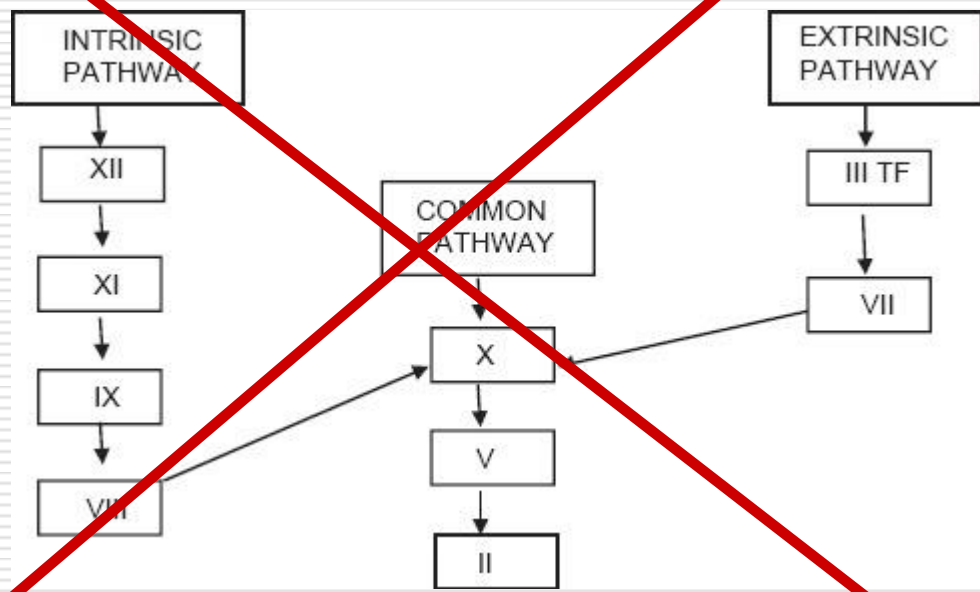 INTRINSIC
PATHWAY
XII
XI
IX
VIII
COMMON
PATHWAY
X
V
II
EXTRINSIC
PATHWAY
III TF
VII